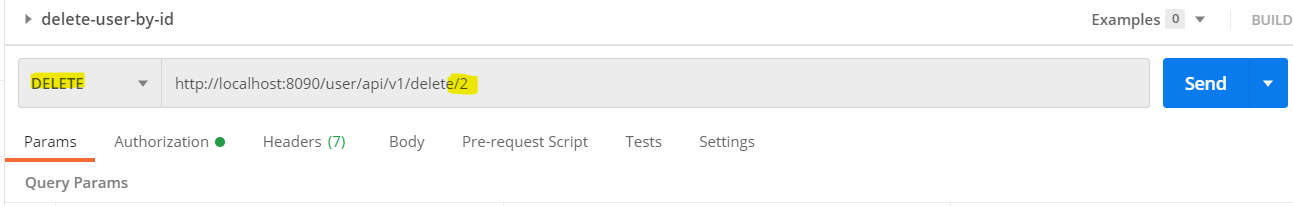 delete-user-by-id Examples 0 BUILD
DELETE http://localhost:8090/user/api/v1/delete/2 Send
Params Authorization Headers (7) Body Pre-request Script Tests Settings
Query Params